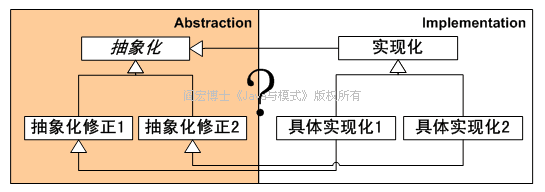 Abstraction
Implementation
抽象化
实现化
?
阎宏博士《Java与模式》版权所有
抽象化修正1
抽象化修正2
具体实现化1
具体实现化2